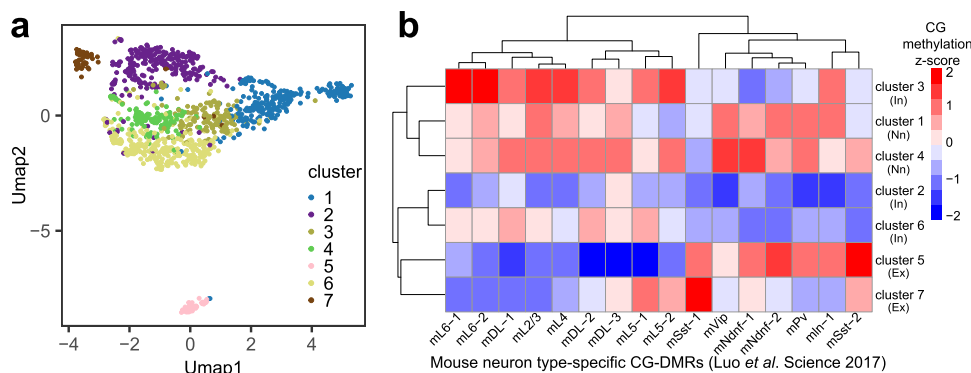 a
Umap2
0
−5
−4
−2
0
2
4
Umap1
cluster
1
2
3
4
5
6
7
b
CG
methylation
z-score
2
1
0
−1
−2
cluster 3
(In)
cluster 1
(Nn)
cluster 4
(Nn)
cluster 2
(In)
cluster 6
(In)
cluster 5
(Ex)
cluster 7
(Ex)
mL6−1
mL6−2
mDL−1
mL2/3
mL4
mDL−2
mDL−3
mL5−1
mL5−2
mSst−1
mVip
mNdnf−1
mNdnf−2
mPv
mIn−1
mSst−2
Mouse neuron type-specific CG-DMRs (Luo et al. Science 2017)